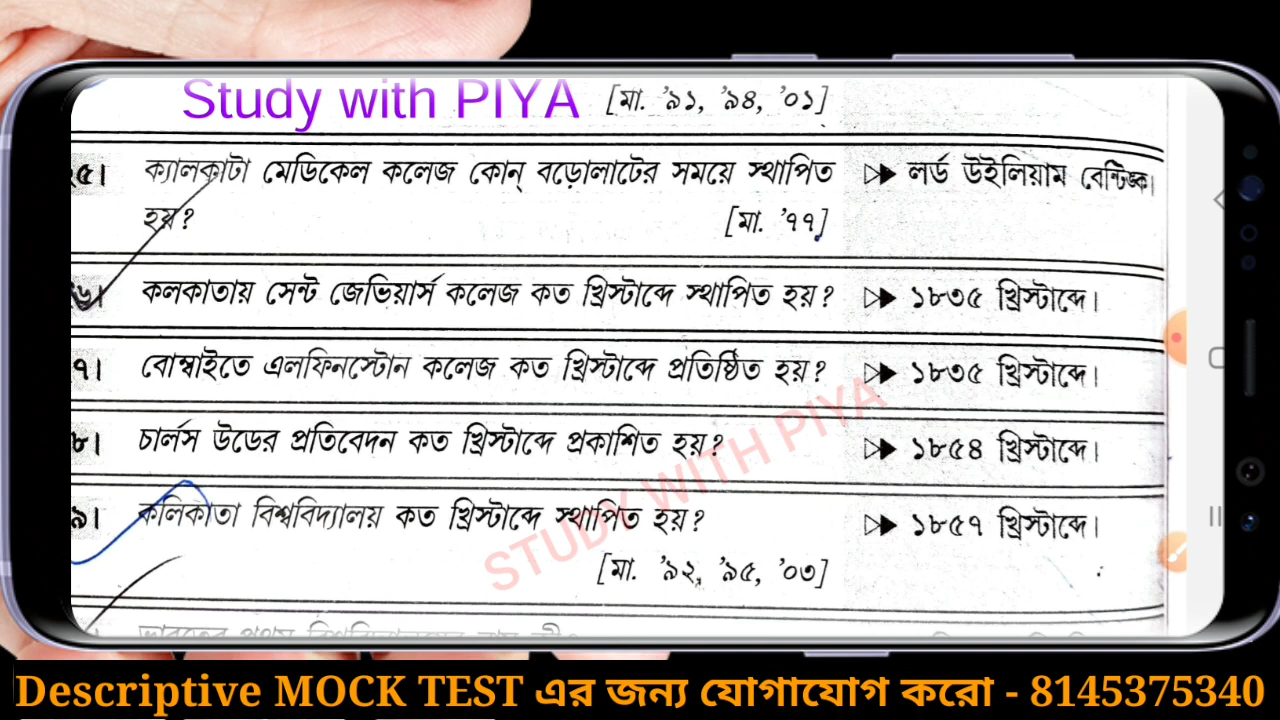 Study with PIYA [মা. '৯১, '৯৪, '০১]
২৫। ক্যালকাটা মেডিকেল কলেজ কোন্ বড়োলাটের সময়ে স্থাপিত ▷▶ লর্ড উইলিয়াম বেন্টিঙ্ক।
হয়? [মা. '৭৭]
৬। কলকাতায় সেন্ট জেভিয়ার্স কলেজ কত খ্রিস্টাব্দে স্থাপিত হয়? ▷▶ ১৮৩৫ খ্রিস্টাব্দে।
৭। বোম্বাইতে এলফিনস্টোন কলেজ কত খ্রিস্টাব্দে প্রতিষ্ঠিত হয়? ▷▶ ১৮৩৫ খ্রিস্টাব্দে।
৮। চার্লস উডের প্রতিবেদন কত খ্রিস্টাব্দে প্রকাশিত হয়? ▷▶ ১৮৫৪ খ্রিস্টাব্দে।
৯। কলিকাতা বিশ্ববিদ্যালয় কত খ্রিস্টাব্দে স্থাপিত হয়? ▷▶ ১৮৫৭ খ্রিস্টাব্দে।
[মা. '৯২, '৯৫, '০৩]
STUDY WITH PIYA
Descriptive MOCK TEST এর জন্য যোগাযোগ করো - 8145375340